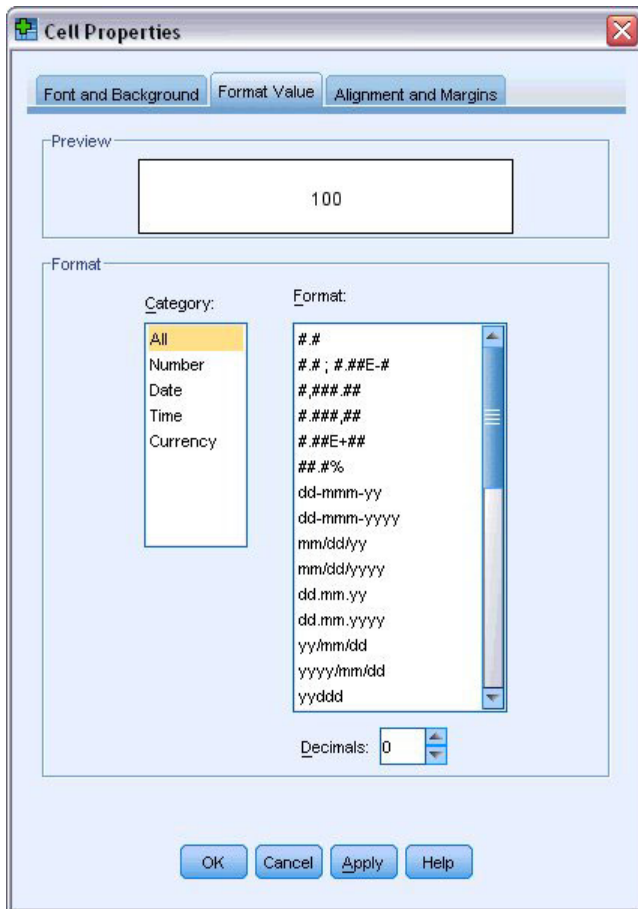 Cell Properties
Font and Background Format Value Alignment and Margins
Preview
100
Format
Category:
All
Number
Date
Time
Currency
Format:
#.#
#.# ; #.##E-#
#,###.##
#.###,##
#.##E+##
##.#%
dd-mmm-yy
dd-mmm-yyyy
mm/dd/yy
mm/dd/yyyy
dd.mm.yy
dd.mm.yyyy
yy/mm/dd
yyyy/mm/dd
yyddd
Decimals: 0
OK Cancel Apply Help